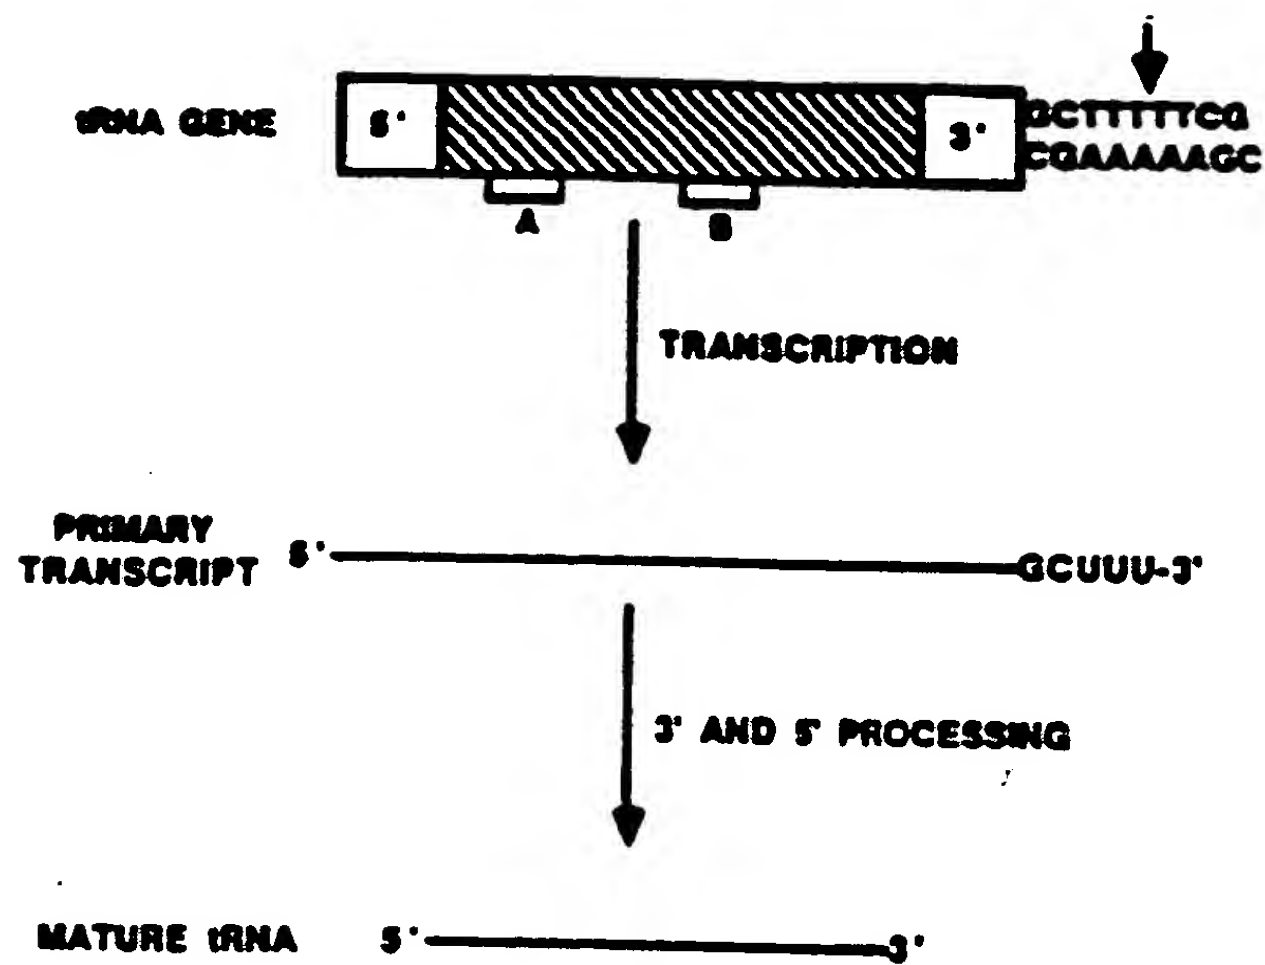 tRNA GENE
5'
3'
GCTTTTTCG
CGAAAAAGC
A
B
TRANSCRIPTION
PRIMARY
TRANSCRIPT
5'
GCUUU-3'
3' AND 5' PROCESSING
MATURE tRNA
5'
3'